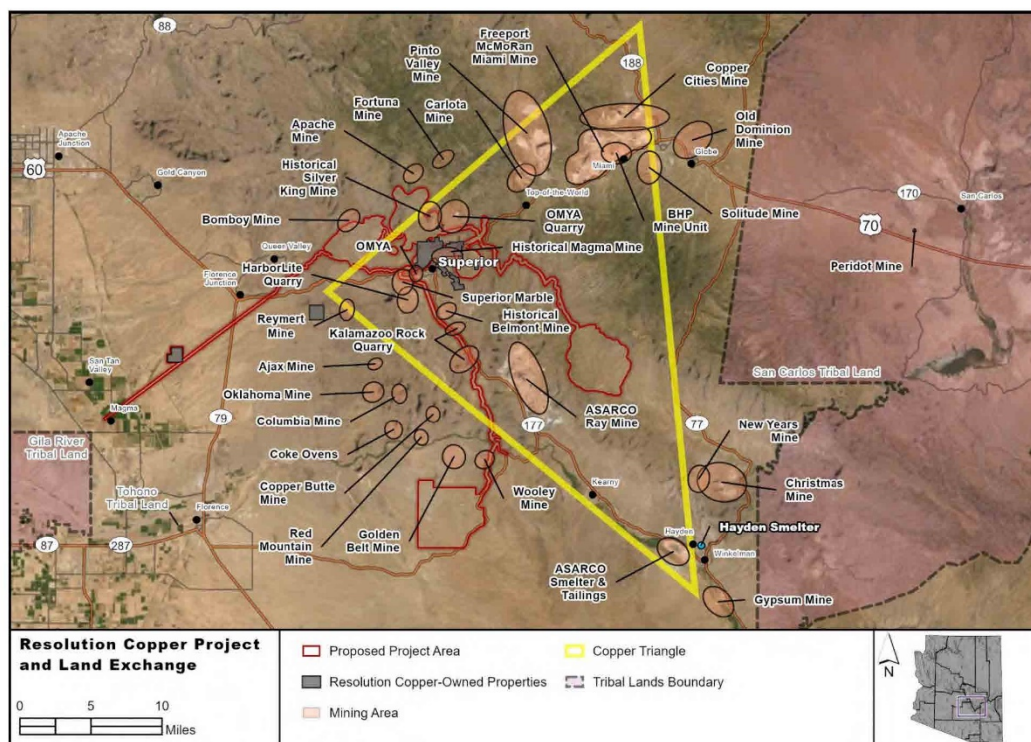 88
Pinto
Valley
Mine
Freeport
McMoRan
Miami Mine
188
Copper
Cities Mine
Fortuna
Mine
Carlota
Mine
Old
Dominion
Mine
Apache
Mine
Apache
Junction
60
Gold Canyon
Historical
Silver
King Mine
Miami
Globe
Top-of-the-World
170
San Carlos
Bomboy Mine
OMYA
Quarry
BHP
Mine Unit
Solitude Mine
70
Queen Valley
OMYA
Historical Magma Mine
Peridot Mine
Superior
Florence
Junction
HarborLite
Quarry
Superior Marble
Reymert
Mine
Historical
Belmont Mine
Kalamazoo Rock
Quarry
San Tan
Valley
Ajax Mine
San Carlos Tribal Land
Oklahoma Mine
ASARCO
Ray Mine
Magma
79
Columbia Mine
177
77
New Years
Mine
Gila River
Tribal Land
Coke Ovens
Copper Butte
Mine
Kearny
Christmas
Mine
Wooley
Mine
Tohono
Tribal Land
Florence
Red
Mountain
Mine
Golden
Belt Mine
Hayden
Hayden Smelter
87
287
Winkelman
ASARCO
Smelter &
Tailings
Gypsum Mine
Resolution Copper Project
and Land Exchange
0 5 10
Miles
Proposed Project Area
Resolution Copper-Owned Properties
Mining Area
Copper Triangle
Tribal Lands Boundary
N